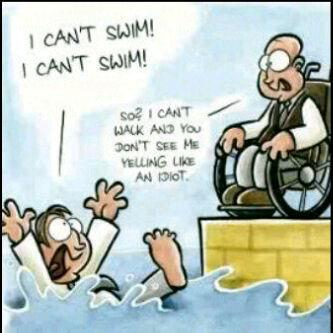 I CAN'T SWIM!
I CAN'T SWIM!
SO? I CAN'T
WALK AND YOU
DON'T SEE ME
YELLING LIKE
AN IDIOT.